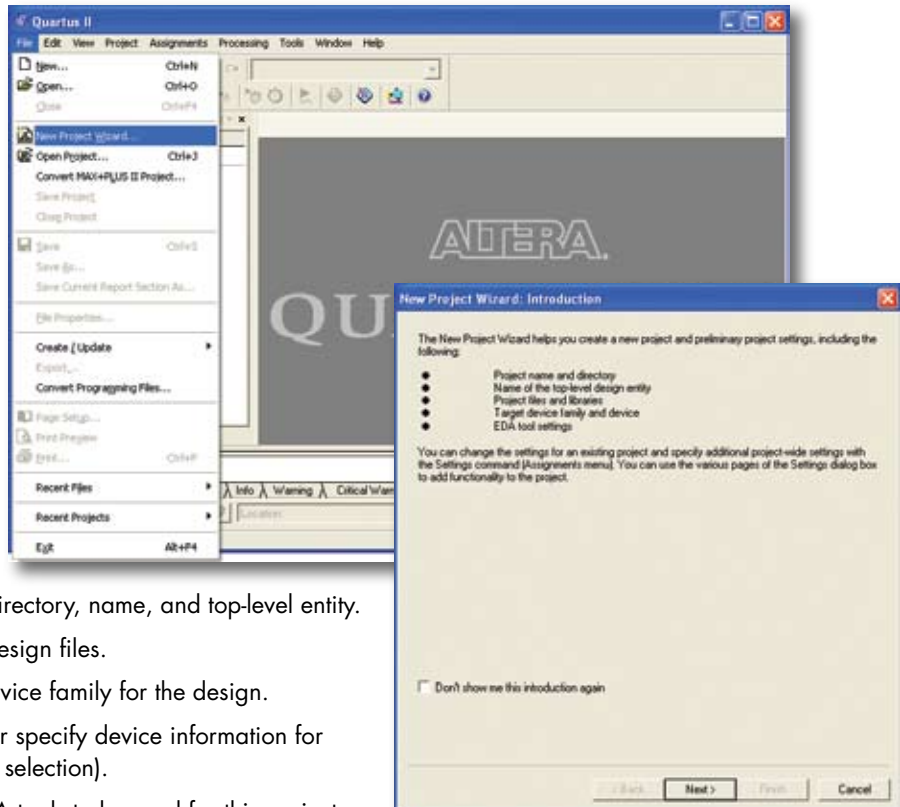 Quartus II
File Edit View Project Assignments Processing Tools Window Help
New... Ctrl+N
Open... Ctrl+O
Close Ctrl+F4
New Project Wizard...
Open Project... Ctrl+J
Convert MAX+PLUS II Project...
Save Project
Close Project
Save Ctrl+S
Save As...
Save Current Report Section As...
File Properties...
Create / Update
Export...
Convert Programming Files...
Page Setup...
Print Preview
Print... Ctrl+P
Recent Files
Recent Projects
Exit Alt+F4
ALTERA.
QU
Info Warning Critical
Location
New Project Wizard: Introduction
The New Project Wizard helps you create a new project and preliminary project settings, including the
following:
Project name and directory
Name of the top-level design entity
Project files and libraries
Target device family and device
EDA tool settings
You can change the settings for an existing project and specify additional project-wide settings with
the Settings command (Assignments menu). You can use the various pages of the Settings dialog box
to add functionality to the project.
Don't show me this introduction again
< Back Next > Finish Cancel
directory, name, and top-level entity.
design files.
family for the design.
specify device information for
selection).